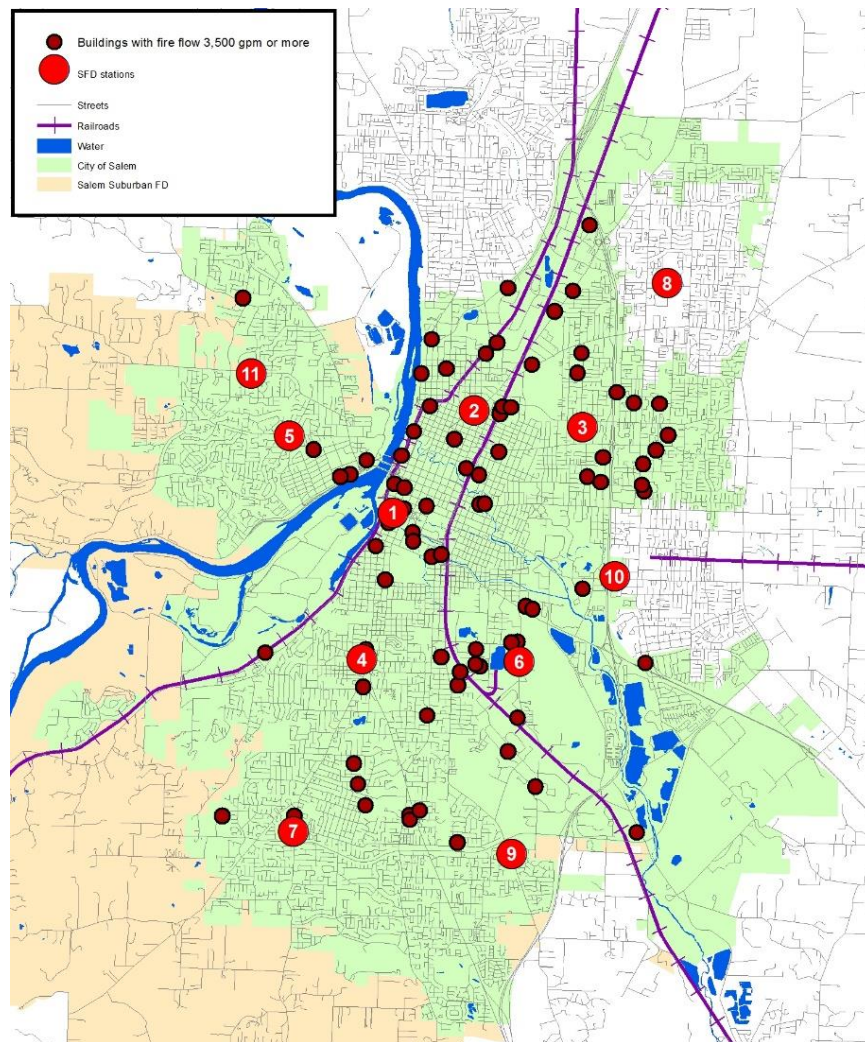 Buildings with fire flow 3,500 gpm or more
SFD stations
Streets
Railroads
Water
City of Salem
Salem Suburban FD
8
11
2
3
5
1
10
4
6
7
9